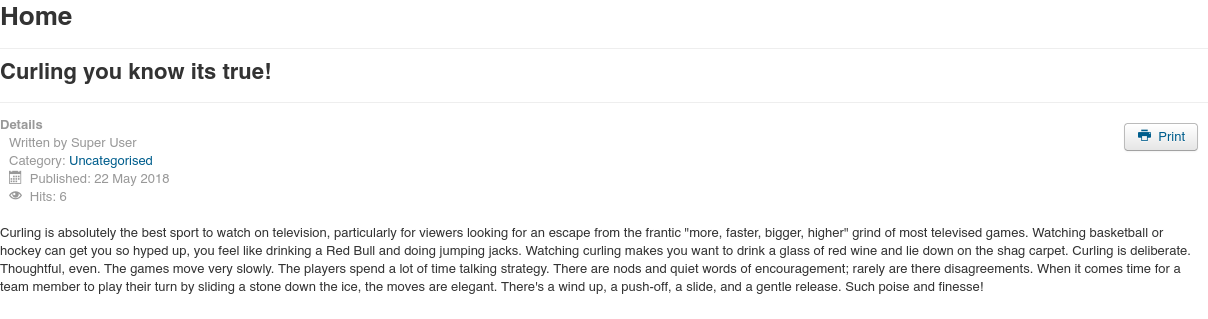 Home
Curling you know its true!
Details
Written by Super User
Print
Category: Uncategorised
Published: 22 May 2018
Hits: 6
Curling is absolutely the best sport to watch on television, particularly for viewers looking for an escape from the frantic "more, faster, bigger, higher" grind of most televised games. Watching basketball or
hockey can get you so hyped up, you feel like drinking a Red Bull and doing jumping jacks. Watching curling makes you want to drink a glass of red wine and lie down on the shag carpet. Curling is deliberate.
Thoughtful, even. The games move very slowly. The players spend a lot of time talking strategy. There are nods and quiet words of encouragement; rarely are there disagreements. When it comes time for a
team member to play their turn by sliding a stone down the ice, the moves are elegant. There's a wind up, a push-off, a slide, and a gentle release. Such poise and finesse!